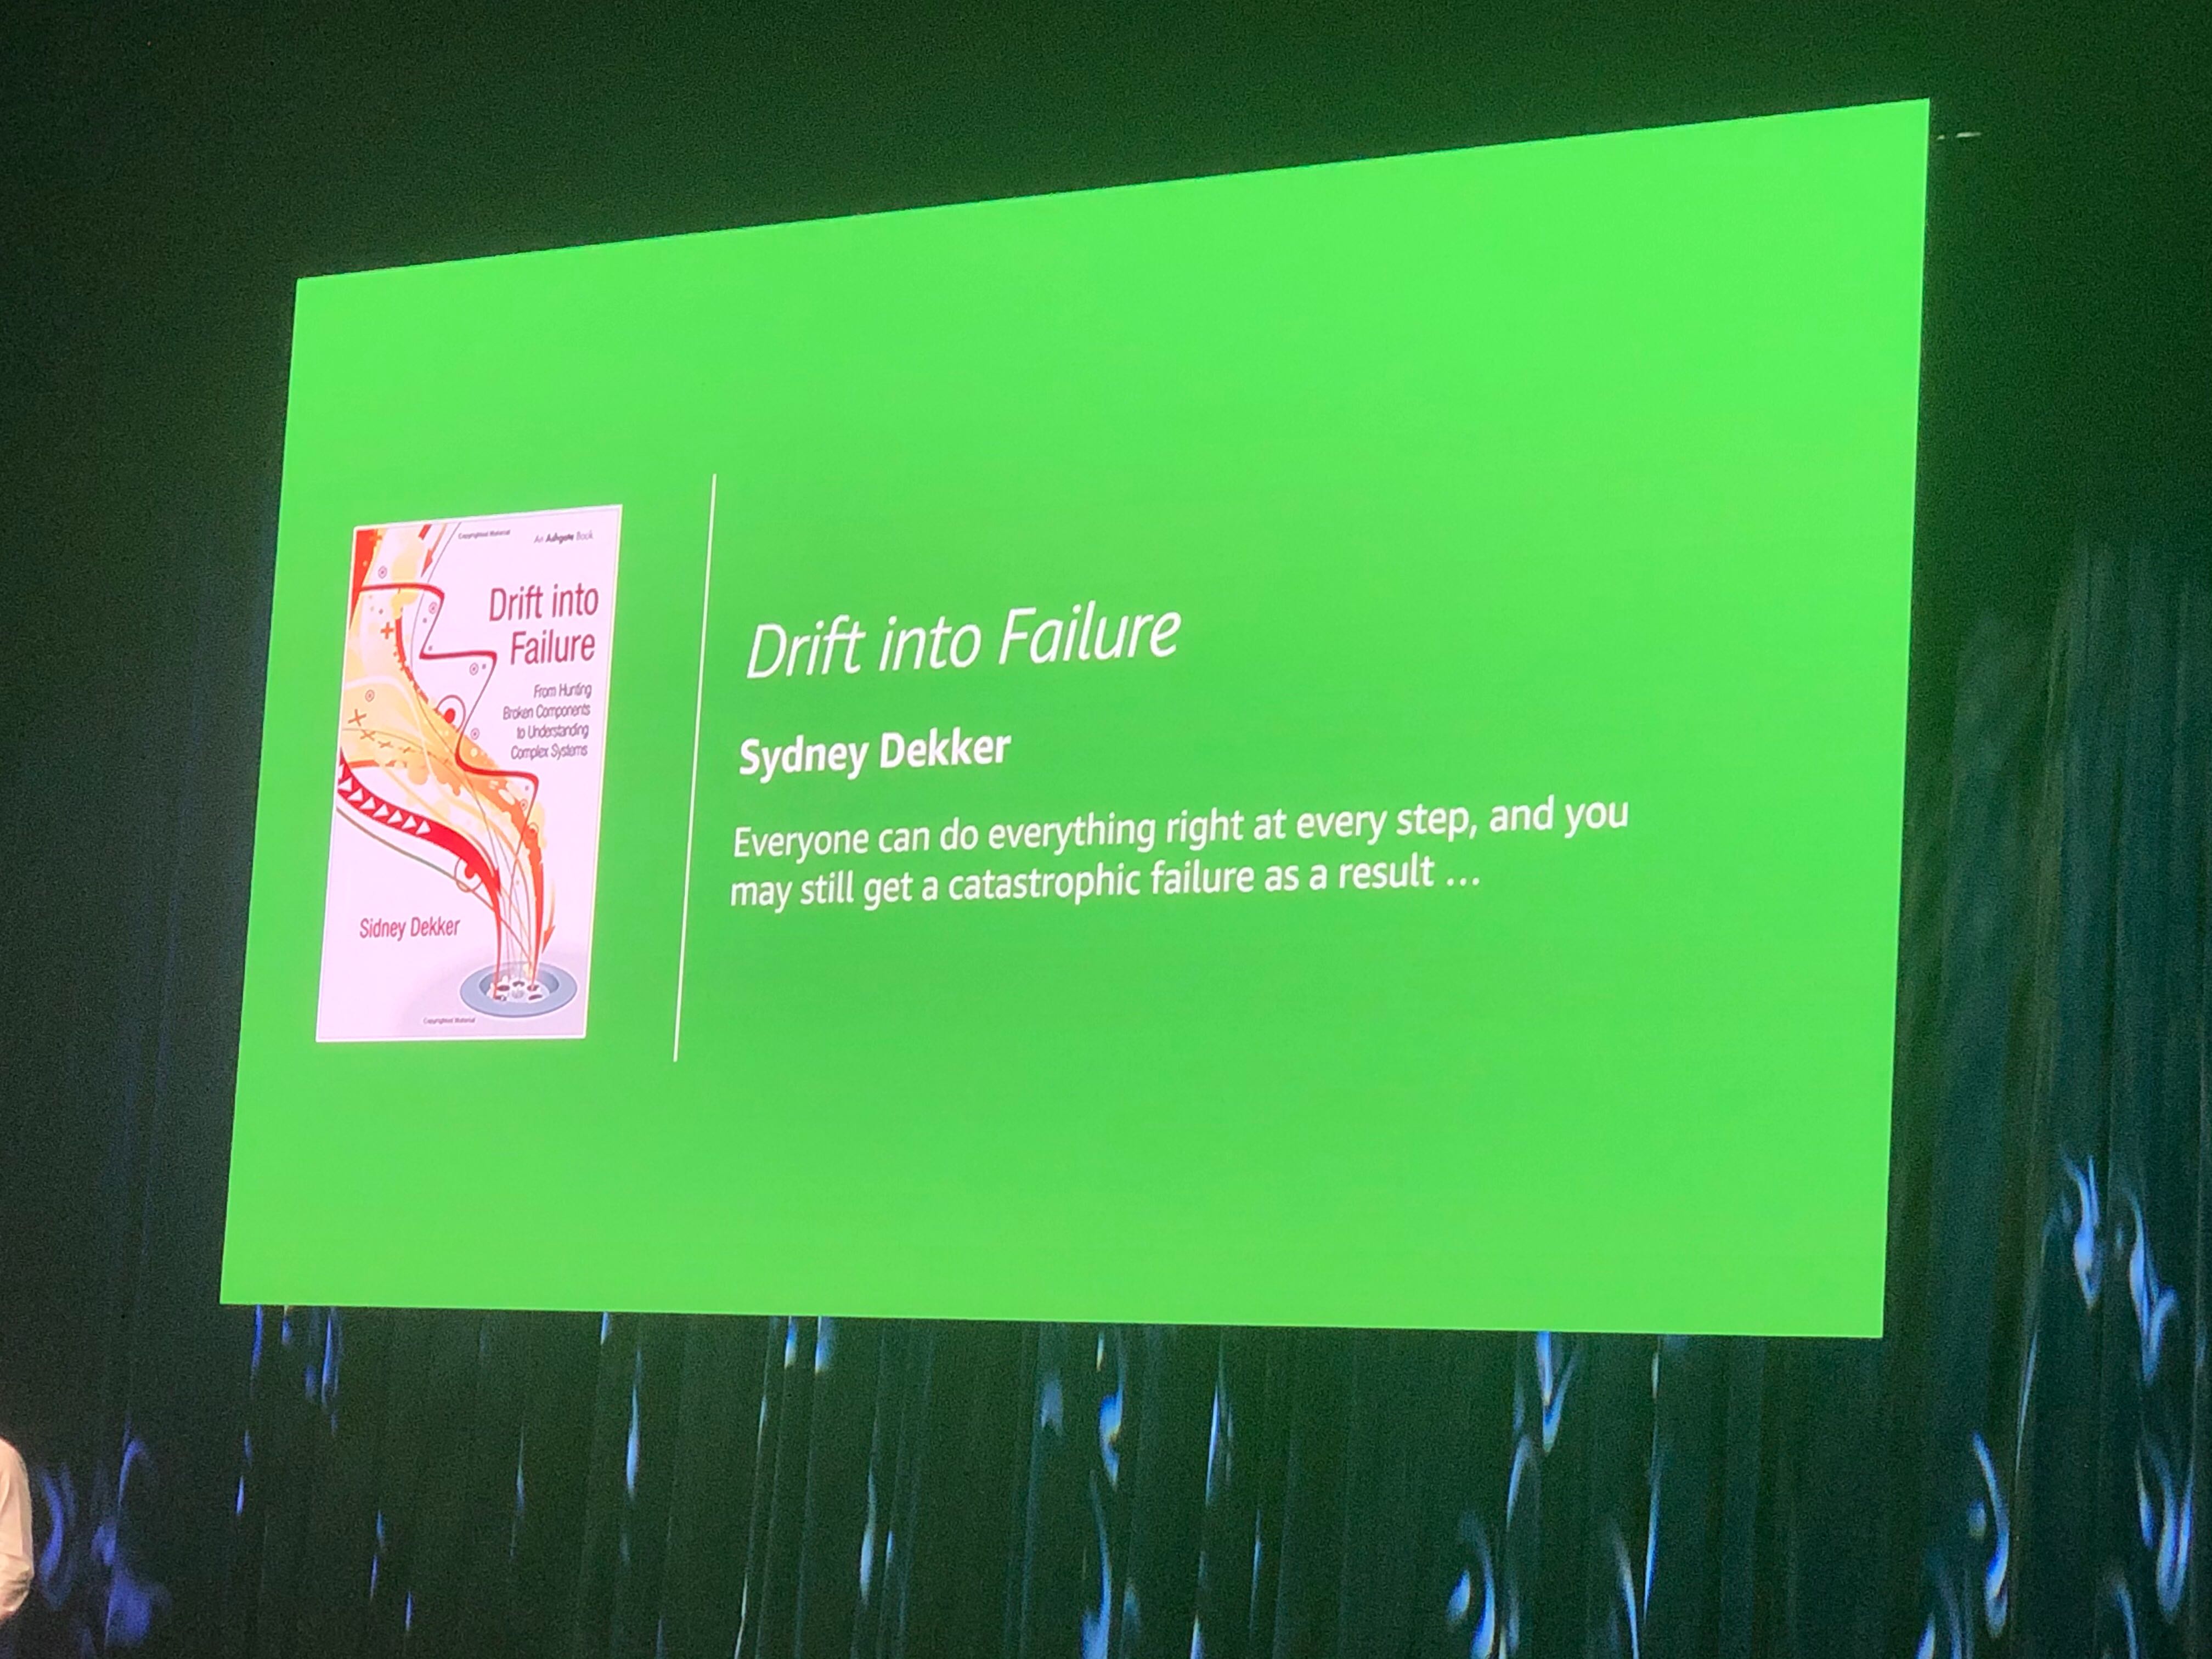 Copyrighted Material
An Ashgate Book
Drift into
Failure
From Hunting
Broken Components
to Understanding
Complex Systems
Sidney Dekker
Copyrighted Material
Drift into Failure
Sydney Dekker
Everyone can do everything right at every step, and you
may still get a catastrophic failure as a result ...